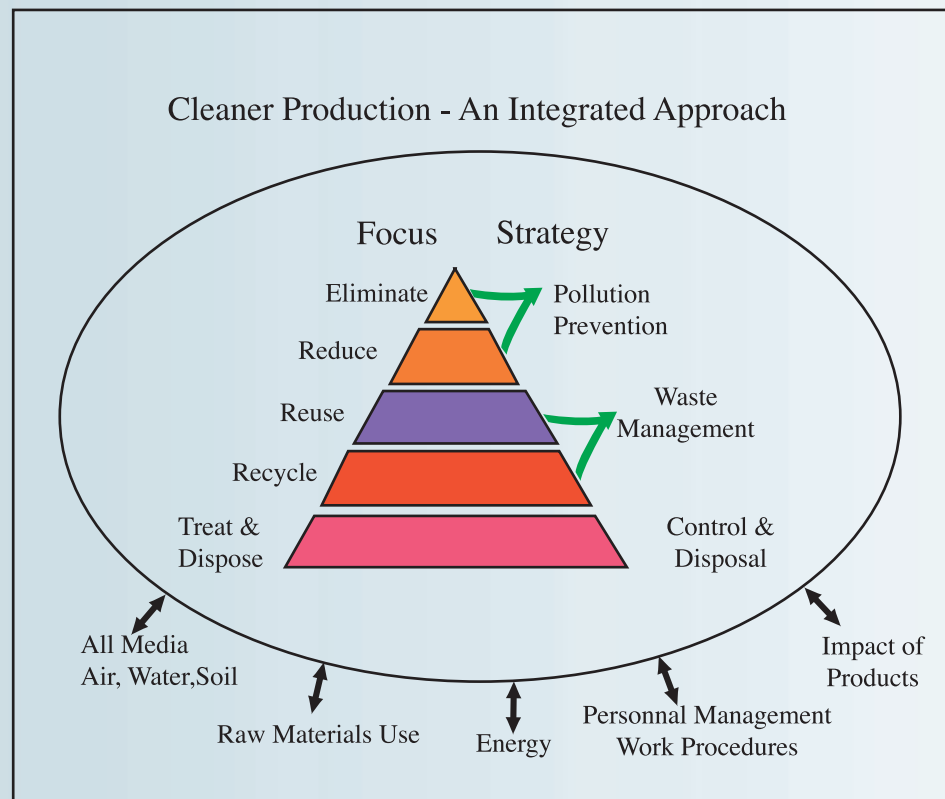 Cleaner Production - An Integrated Approach
Focus
Strategy
Eliminate
Pollution
Prevention
Reduce
Reuse
Waste
Management
Recycle
Treat &
Dispose
Control &
Disposal
All Media
Air, Water,Soil
Raw Materials Use
Energy
Personnal Management
Work Procedures
Impact of
Products